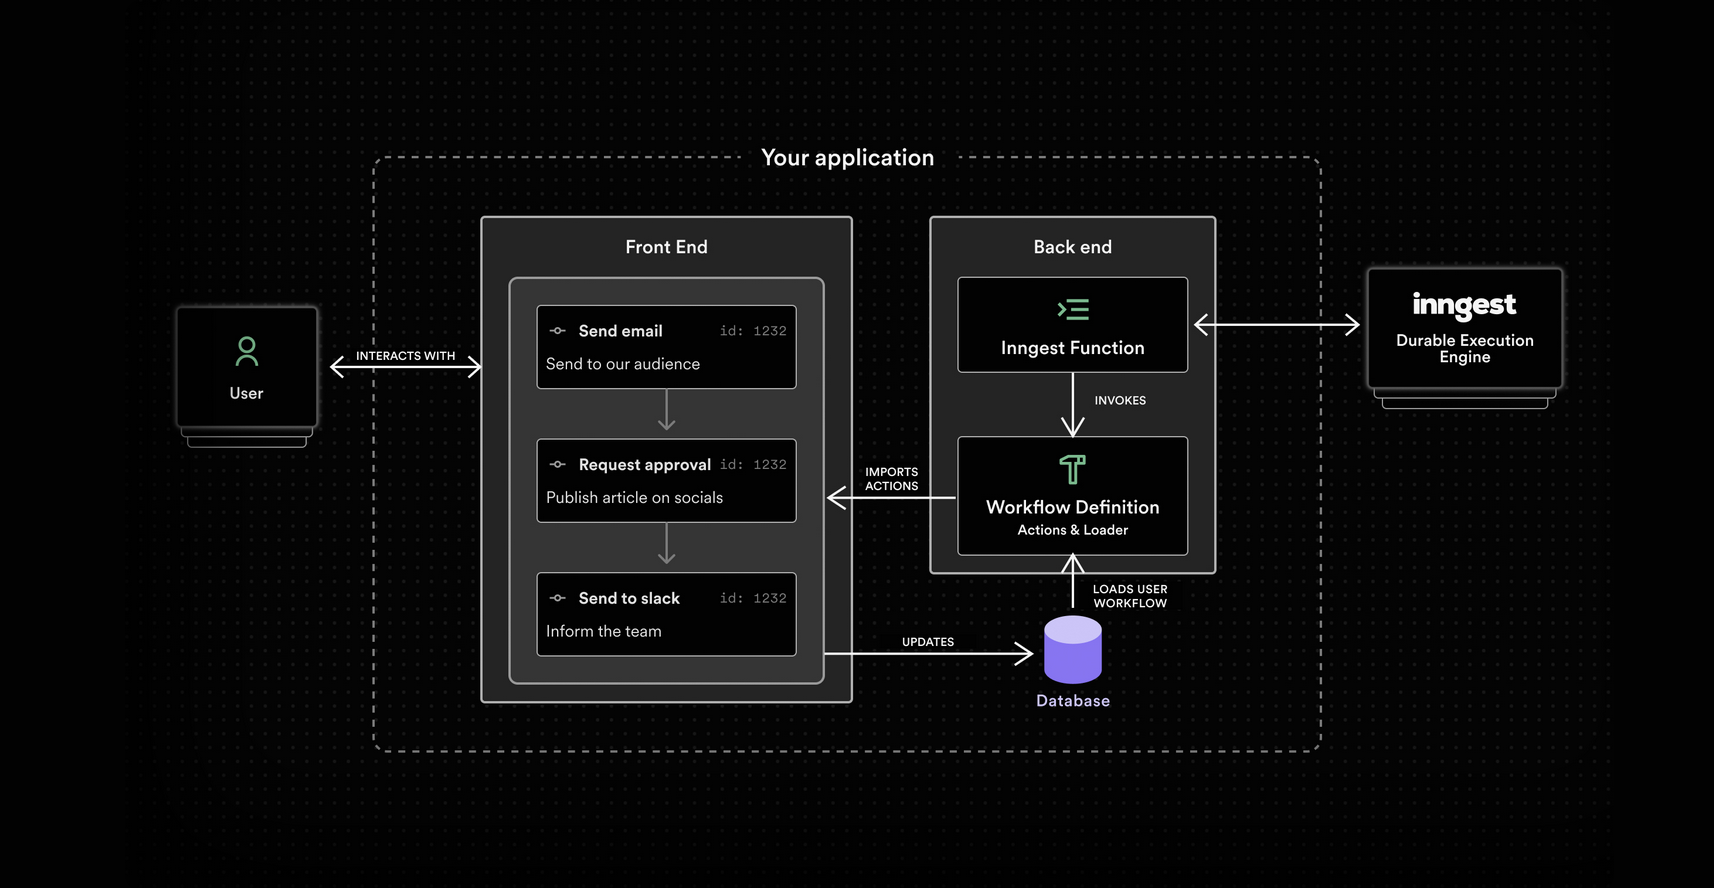 Your application
Front End
Back end
Send email id: 1232
Send to our audience
Inngest Function
inngest
Durable Execution
Engine
INTERACTS WITH
User
INVOKES
Request approval id: 1232
Publish article on socials
IMPORTS
ACTIONS
Workflow Definition
Actions & Loader
Send to slack id: 1232
Inform the team
LOADS USER
WORKFLOW
UPDATES
Database